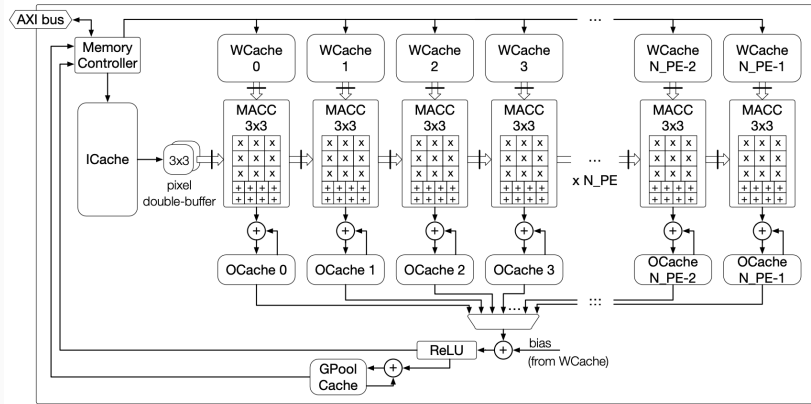 AXI bus
Memory
Controller
...
WCache
0
WCache
1
WCache
2
WCache
3
WCache
N_PE-2
WCache
N_PE-1
ICache
3x3
pixel
double-buffer
MACC
3x3
x x x
x x x
x x x
+ + + +
+ + + +
MACC
3x3
x x x
x x x
x x x
+ + + +
+ + + +
MACC
3x3
x x x
x x x
x x x
+ + + +
+ + + +
MACC
3x3
x x x
x x x
x x x
+ + + +
+ + + +
...
x N_PE
MACC
3x3
x x x
x x x
x x x
+ + + +
+ + + +
MACC
3x3
x x x
x x x
x x x
+ + + +
+ + + +
+ + + + + +
OCache 0
OCache 1
OCache 2
OCache 3
OCache
N_PE-2
OCache
N_PE-1
...
ReLU
+
bias
(from WCache)
GPool
Cache
+